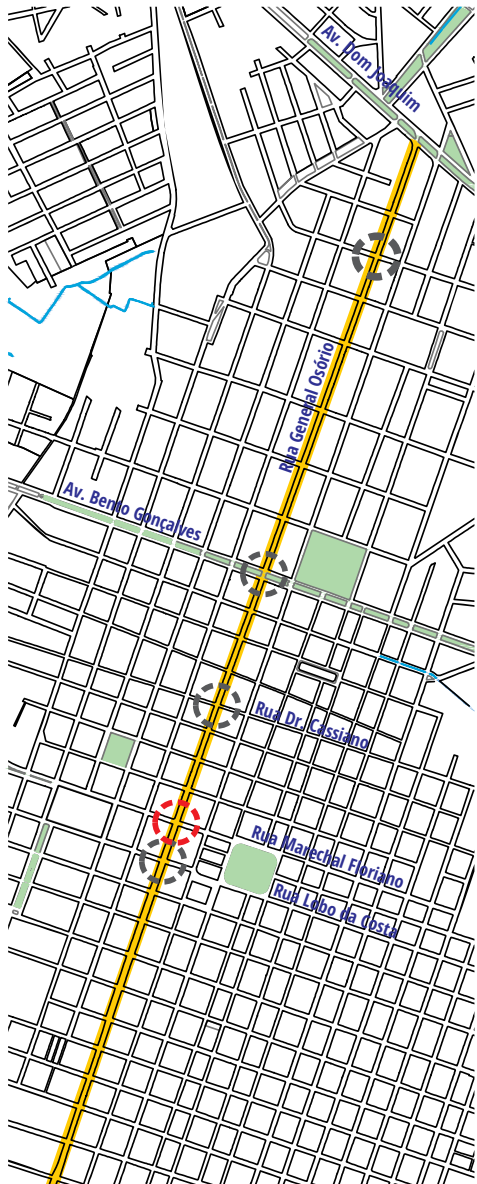 Av. Dom Joaquim
Rua General Osório
Av. Bento Gonçalves
Rua Dr. Cassiano
Rua Marechal Floriano
Rua Lobo da Costa